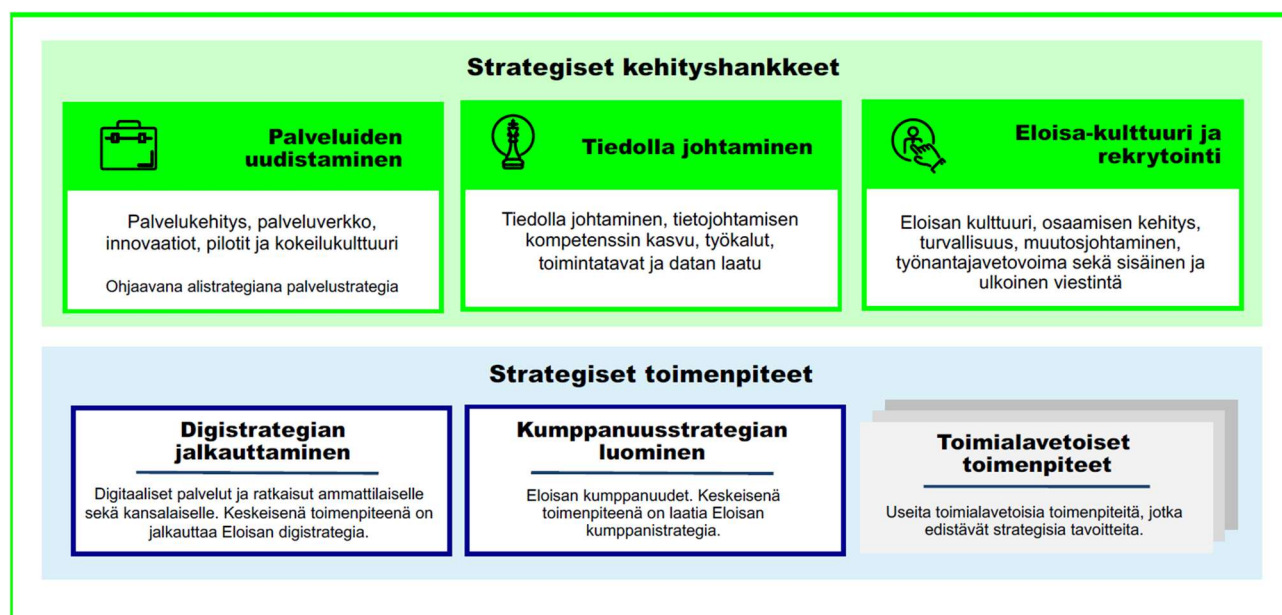 Strategiset kehityshankkeet
Palveluiden
uudistaminen
Palvelukehitys, palveluverkko,
innovaatiot, pilotit ja kokeilukulttuuri
Ohjaavana alistrategiana palvelustrategia
Tiedolla johtaminen
Tiedolla johtaminen, tietojohtamisen
kompetenssin kasvu, työkalut,
toimintatavat ja datan laatu
Eloisa-kulttuuri ja
rekrytointi
Eloisan kulttuuri, osaamisen kehitys,
turvallisuus, muutosjohtaminen,
työnantajavetovoima sekä sisäinen ja
ulkoinen viestintä
Strategiset toimenpiteet
Digistrategian
jalkauttaminen
Digitaaliset palvelut ja ratkaisut ammattilaiselle
sekä kansalaiselle. Keskeisenä toimenpiteenä on
jalkauttaa Eloisan digistrategia.
Kumppanuusstrategian
luominen
Eloisan kumppanuudet. Keskeisenä
toimenpiteenä on laatia Eloisan
kumppanistrategia.
Toimialavetoiset
toimenpiteet
Useita toimialavetoisia toimenpiteitä, jotka
edistävät strategisia tavoitteita.